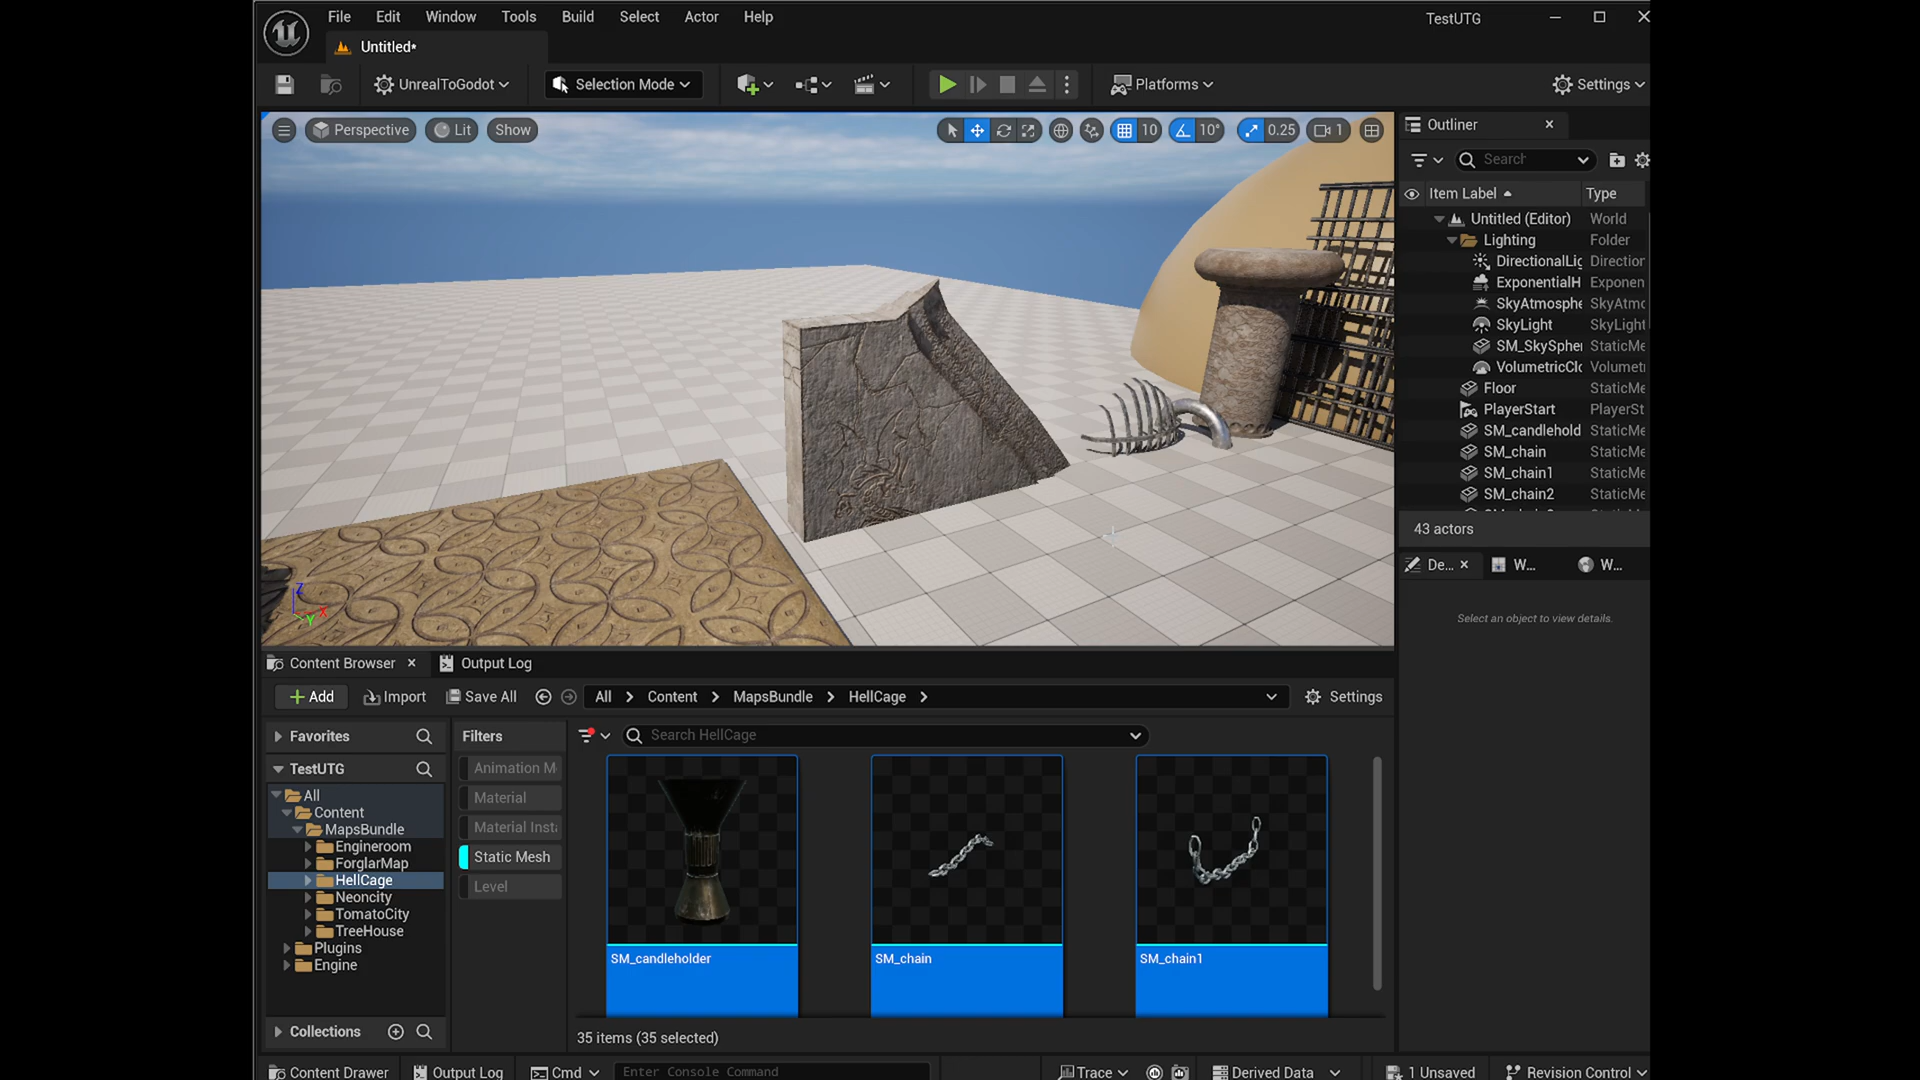 File Edit Window Tools Build Select Actor Help
TestUTG
Untitled*
UnrealToGodot
Selection Mode
Platforms
Settings
Perspective Lit Show
10 10° 0.25 1
Outliner
Search
Item Label Type
Untitled (Editor) World
Lighting Folder
DirectionalLig Direction
ExponentialH Exponen
SkyAtmosphe SkyAtmo
SkyLight SkyLight
SM_SkySpher StaticMe
VolumetricClo Volumetr
Floor StaticMe
PlayerStart PlayerSt
SM_candlehold StaticMe
SM_chain StaticMe
SM_chain1 StaticMe
SM_chain2 StaticMe
43 actors
De... W... W...
Select an object to view details.
Z
X
Y
Content Browser Output Log
Add Import Save All All Content MapsBundle HellCage Settings
Favorites
Filters
Search HellCage
TestUTG
All
Content
MapsBundle
Engineroom
ForglarMap
HellCage
Neoncity
TomatoCity
TreeHouse
Plugins
Engine
Collections
Animation M
Material
Material Insta
Static Mesh
Level
SM_candleholder
SM_chain
SM_chain1
35 items (35 selected)
Content Drawer Output Log Cmd Enter Console Command Trace Derived Data 1 Unsaved Revision Control